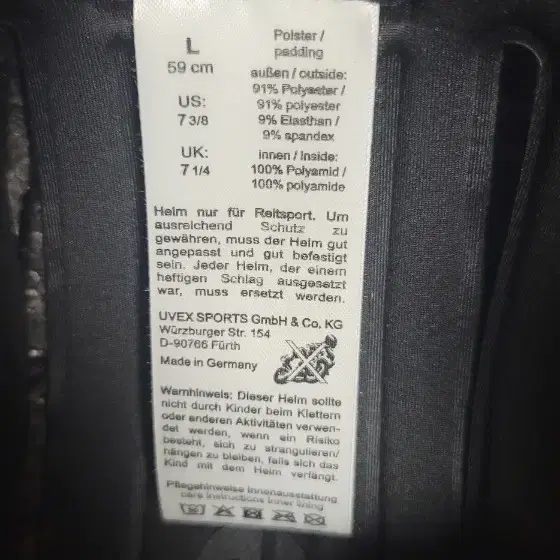 L
59 cm
US:
7 3/8
UK:
7 1/4
Polster /
padding
außen / outside:
91% Polyester /
91% polyester
9% Elasthan /
9% spandex
innen / Inside:
100% Polyamid /
100% polyamide
Helm nur für Reitsport. Um
ausreichend Schutz zu
gewähren, muss der Helm gut
angepasst und gut befestigt
sein. Jeder Helm, der einem
heftigen Schlag ausgesetzt
war, muss ersetzt werden.
UVEX SPORTS GmbH & Co. KG
Würzburger Str. 154
D-90766 Fürth
Made in Germany
Warnhinweis: Dieser Helm sollte
nicht durch Kinder beim Klettern
oder anderen Aktivitäten verwen-
det werden, wenn ein Risiko
besteht, sich zu strangulieren/
hängen zu bleiben, falls sich das
Kind mit dem Helm verfängt.
Pflegehinweise Innenausstattung
care instructions inner lining